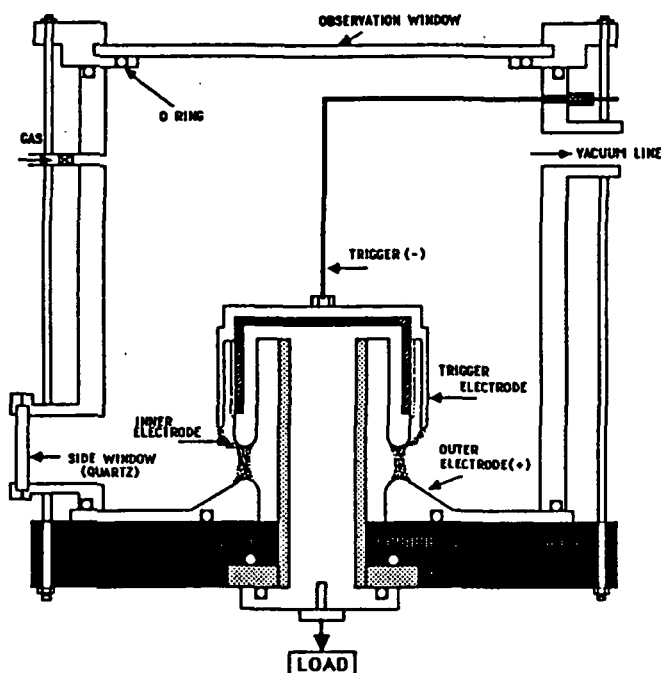 OBSERVATION WINDOW
O RING
GAS
VACUUM LINE
TRIGGER (-)
TRIGGER
ELECTRODE
INNER
ELECTRODE
SIDE WINDOW
(QUARTZ)
OUTER
ELECTRODE(+)
LOAD